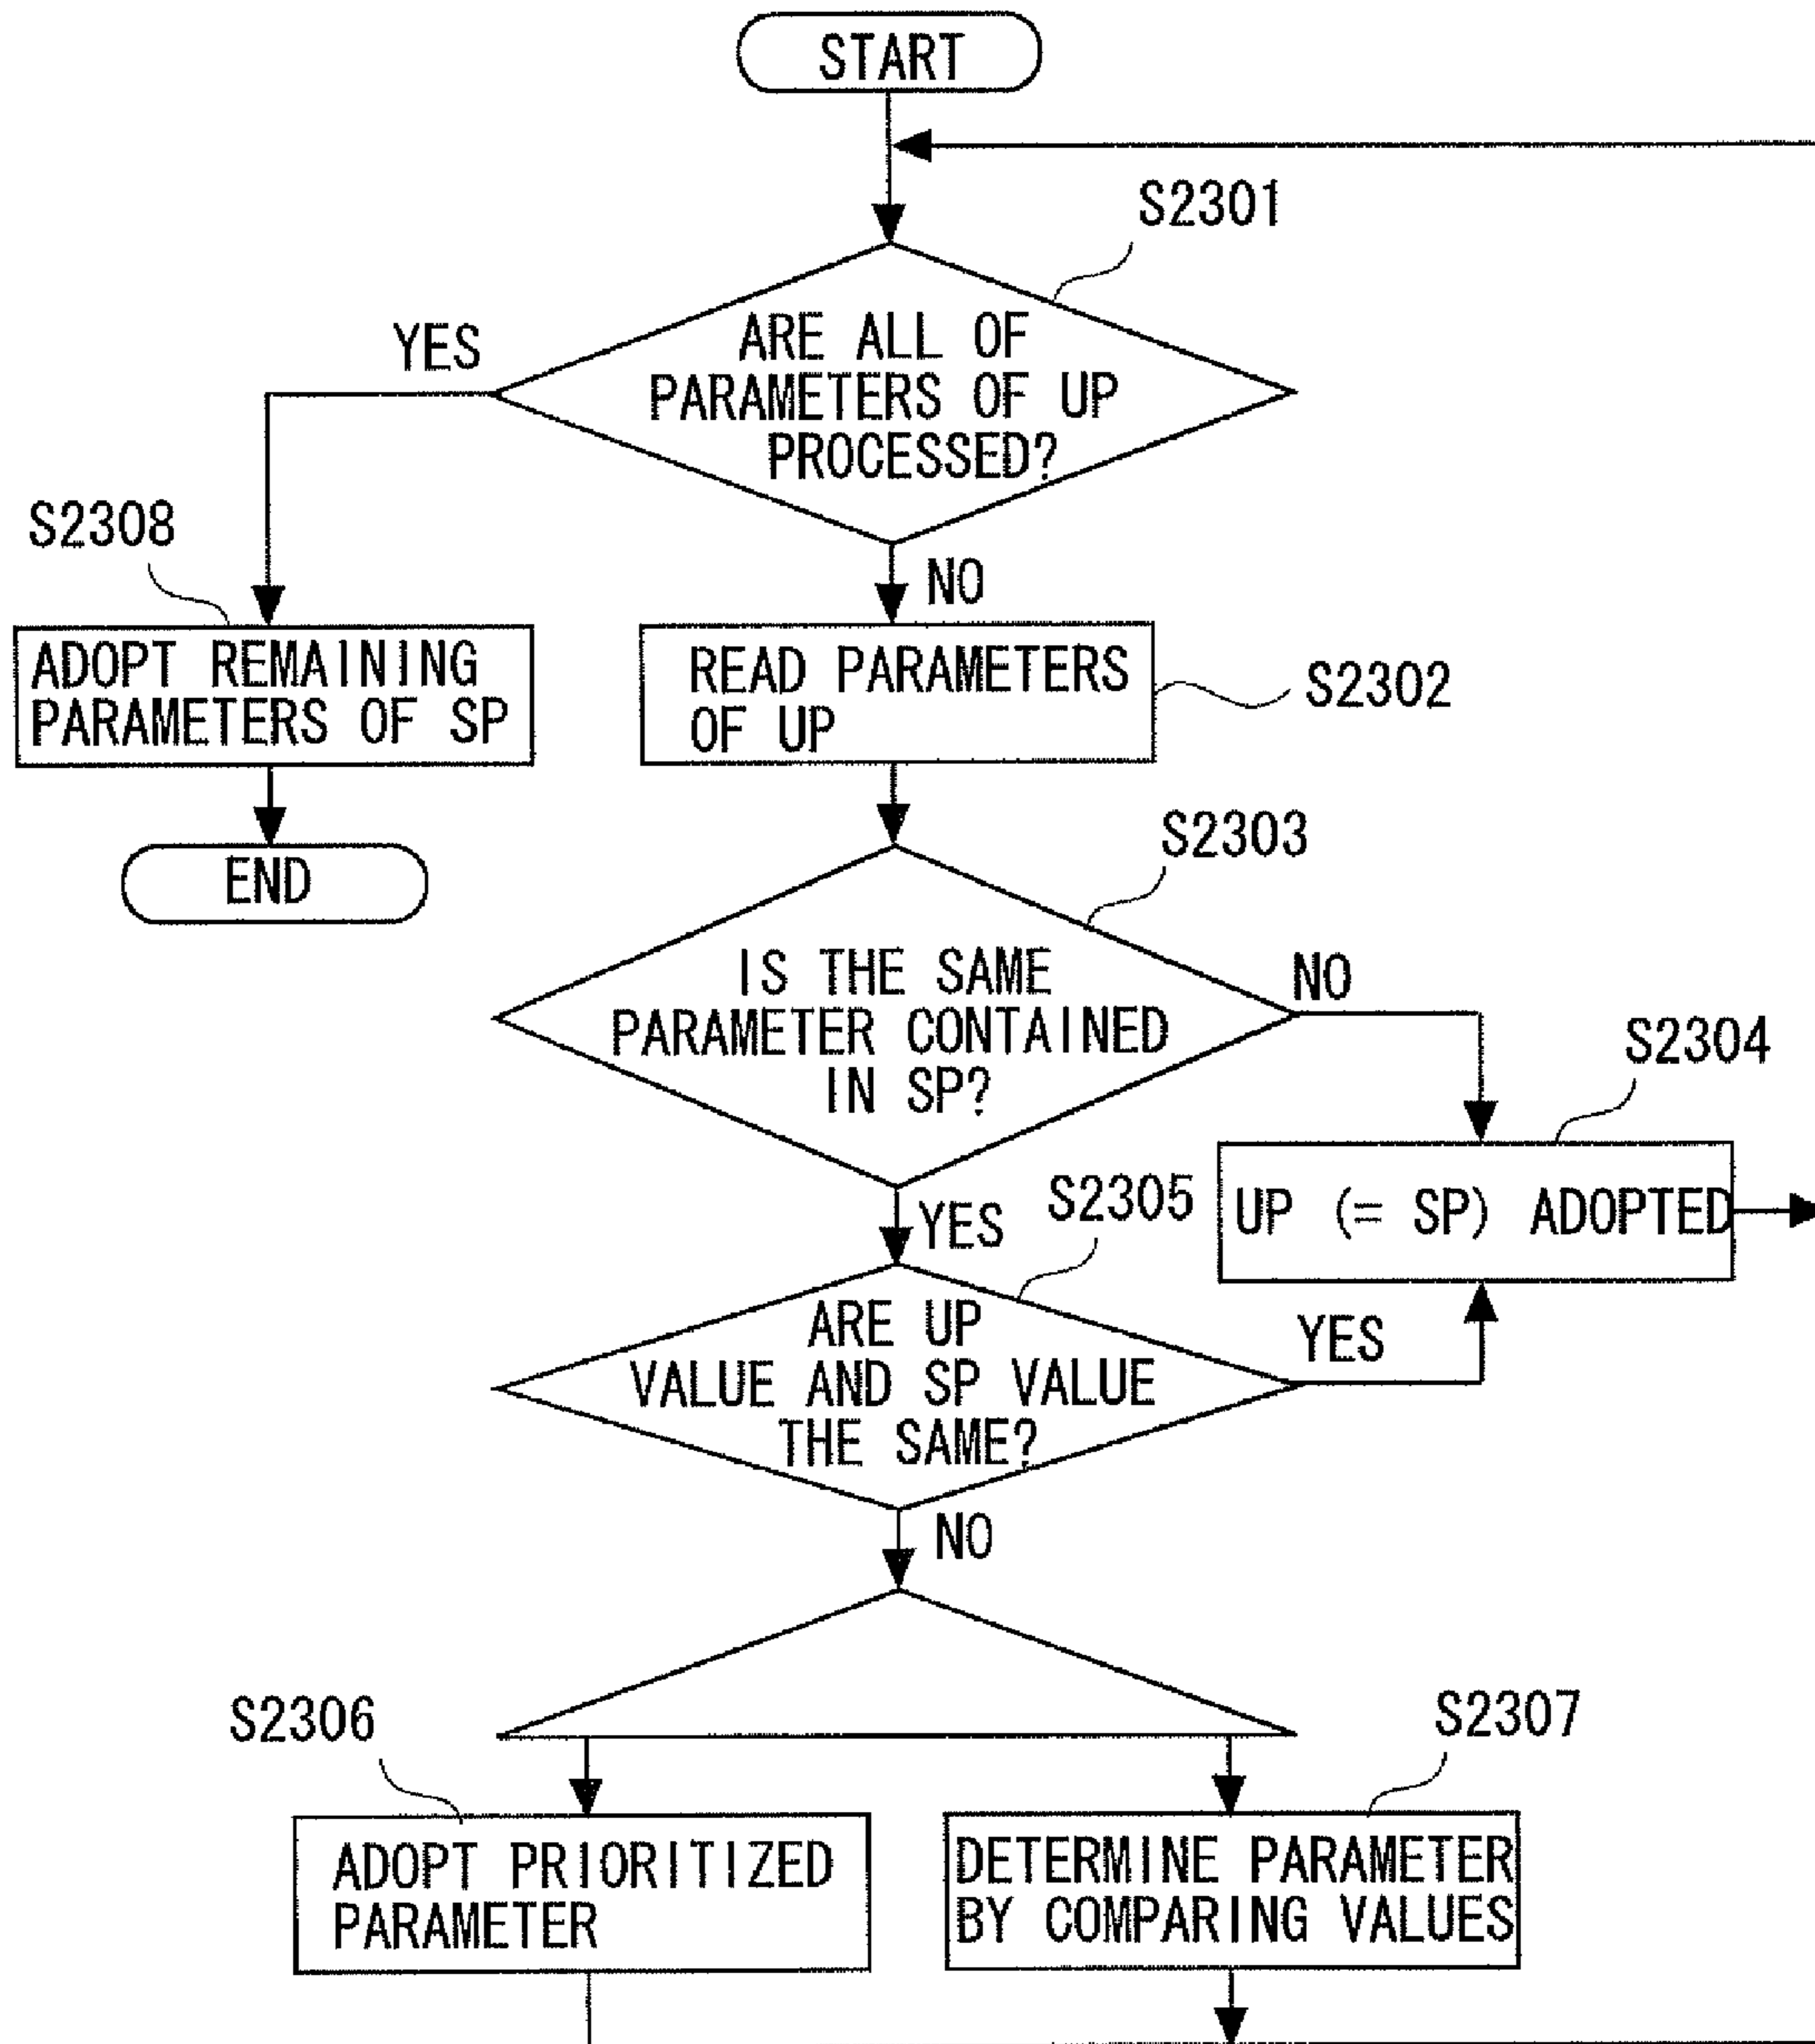 START
S2301
YES
ARE ALL OF
PARAMETERS OF UP
PROCESSED?
S2308
NO
ADOPT REMAINING
PARAMETERS OF SP
READ PARAMETERS
OF UP
S2302
END
S2303
IS THE SAME
PARAMETER CONTAINED
IN SP?
NO
S2304
UP (= SP) ADOPTED
YES
S2305
ARE UP
VALUE AND SP VALUE
THE SAME?
YES
NO
S2306
S2307
ADOPT PRIORITIZED
PARAMETER
DETERMINE PARAMETER
BY COMPARING VALUES